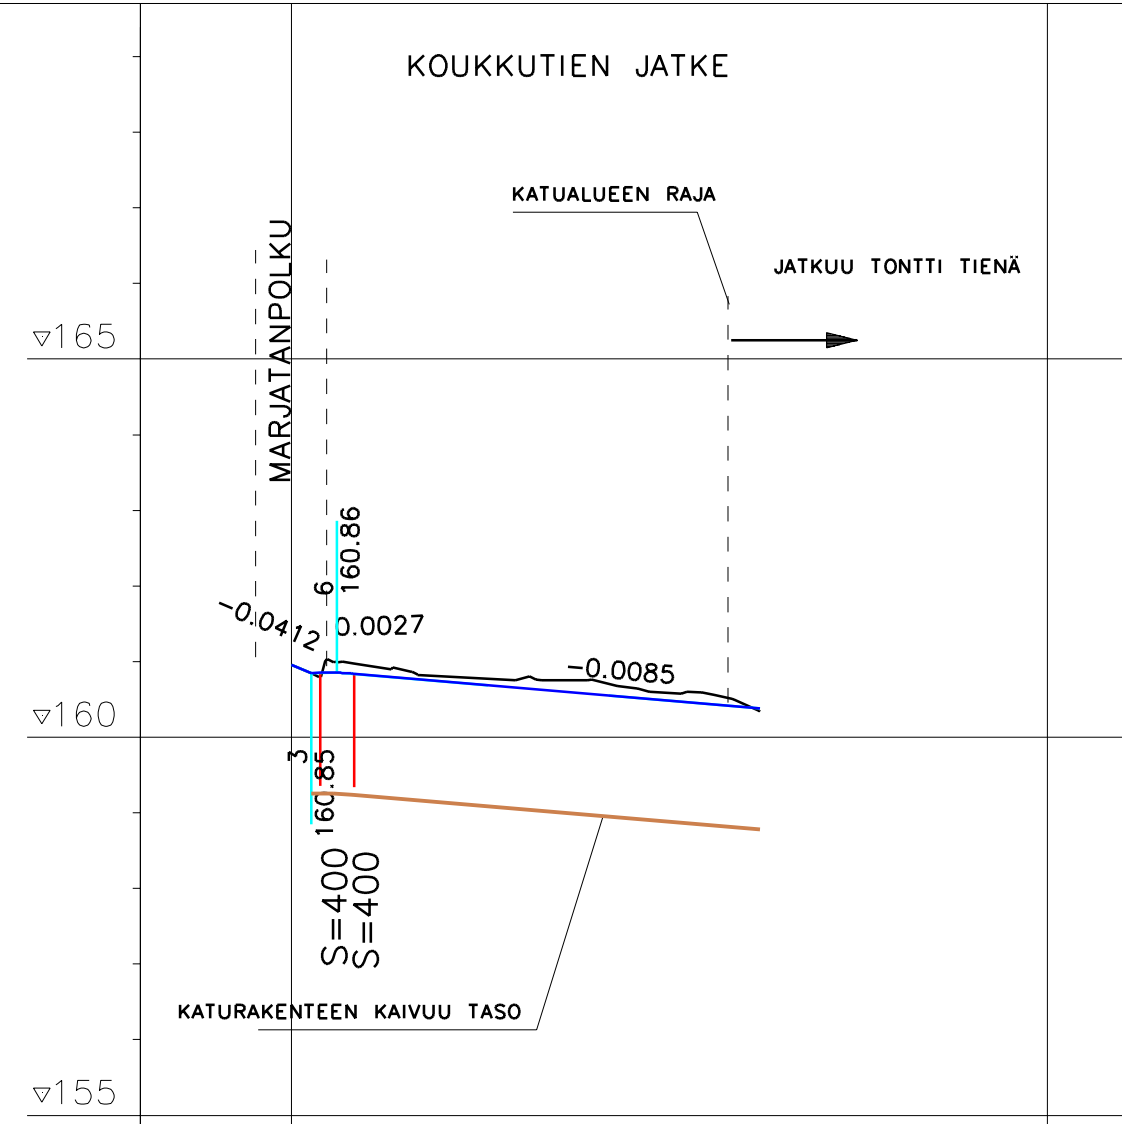 KOUKKUTIEN JATKE
KATUALUEEN RAJA
JATKUU TONTTI TIENÄ
MARJATANPOLKU
▽165
160.86
6
-0.0412
0.0027
-0.0085
▽160
3
160.85
S=400
S=400
KATURAKENTEEN KAIVUU TASO
▽155